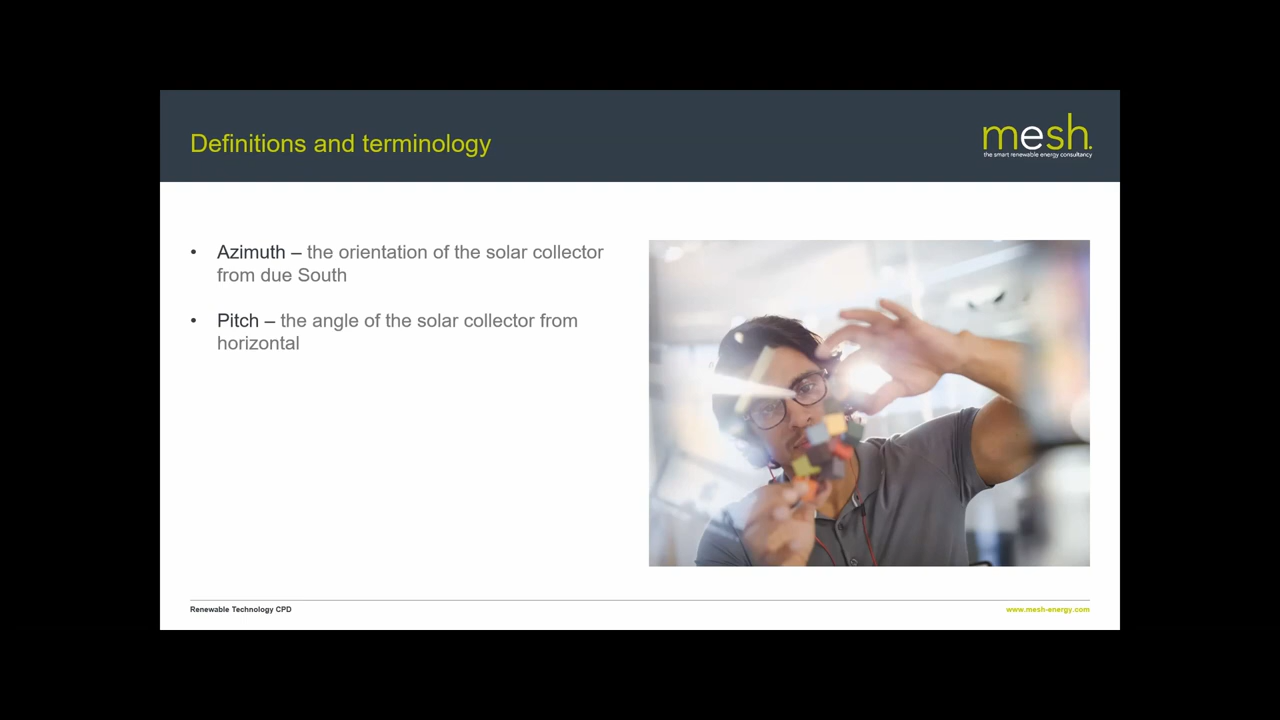 Definitions and terminology
mesh.
the smart renewable energy consultancy
• Azimuth – the orientation of the solar collector
from due South
• Pitch – the angle of the solar collector from
horizontal
Renewable Technology CPD
www.mesh-energy.com